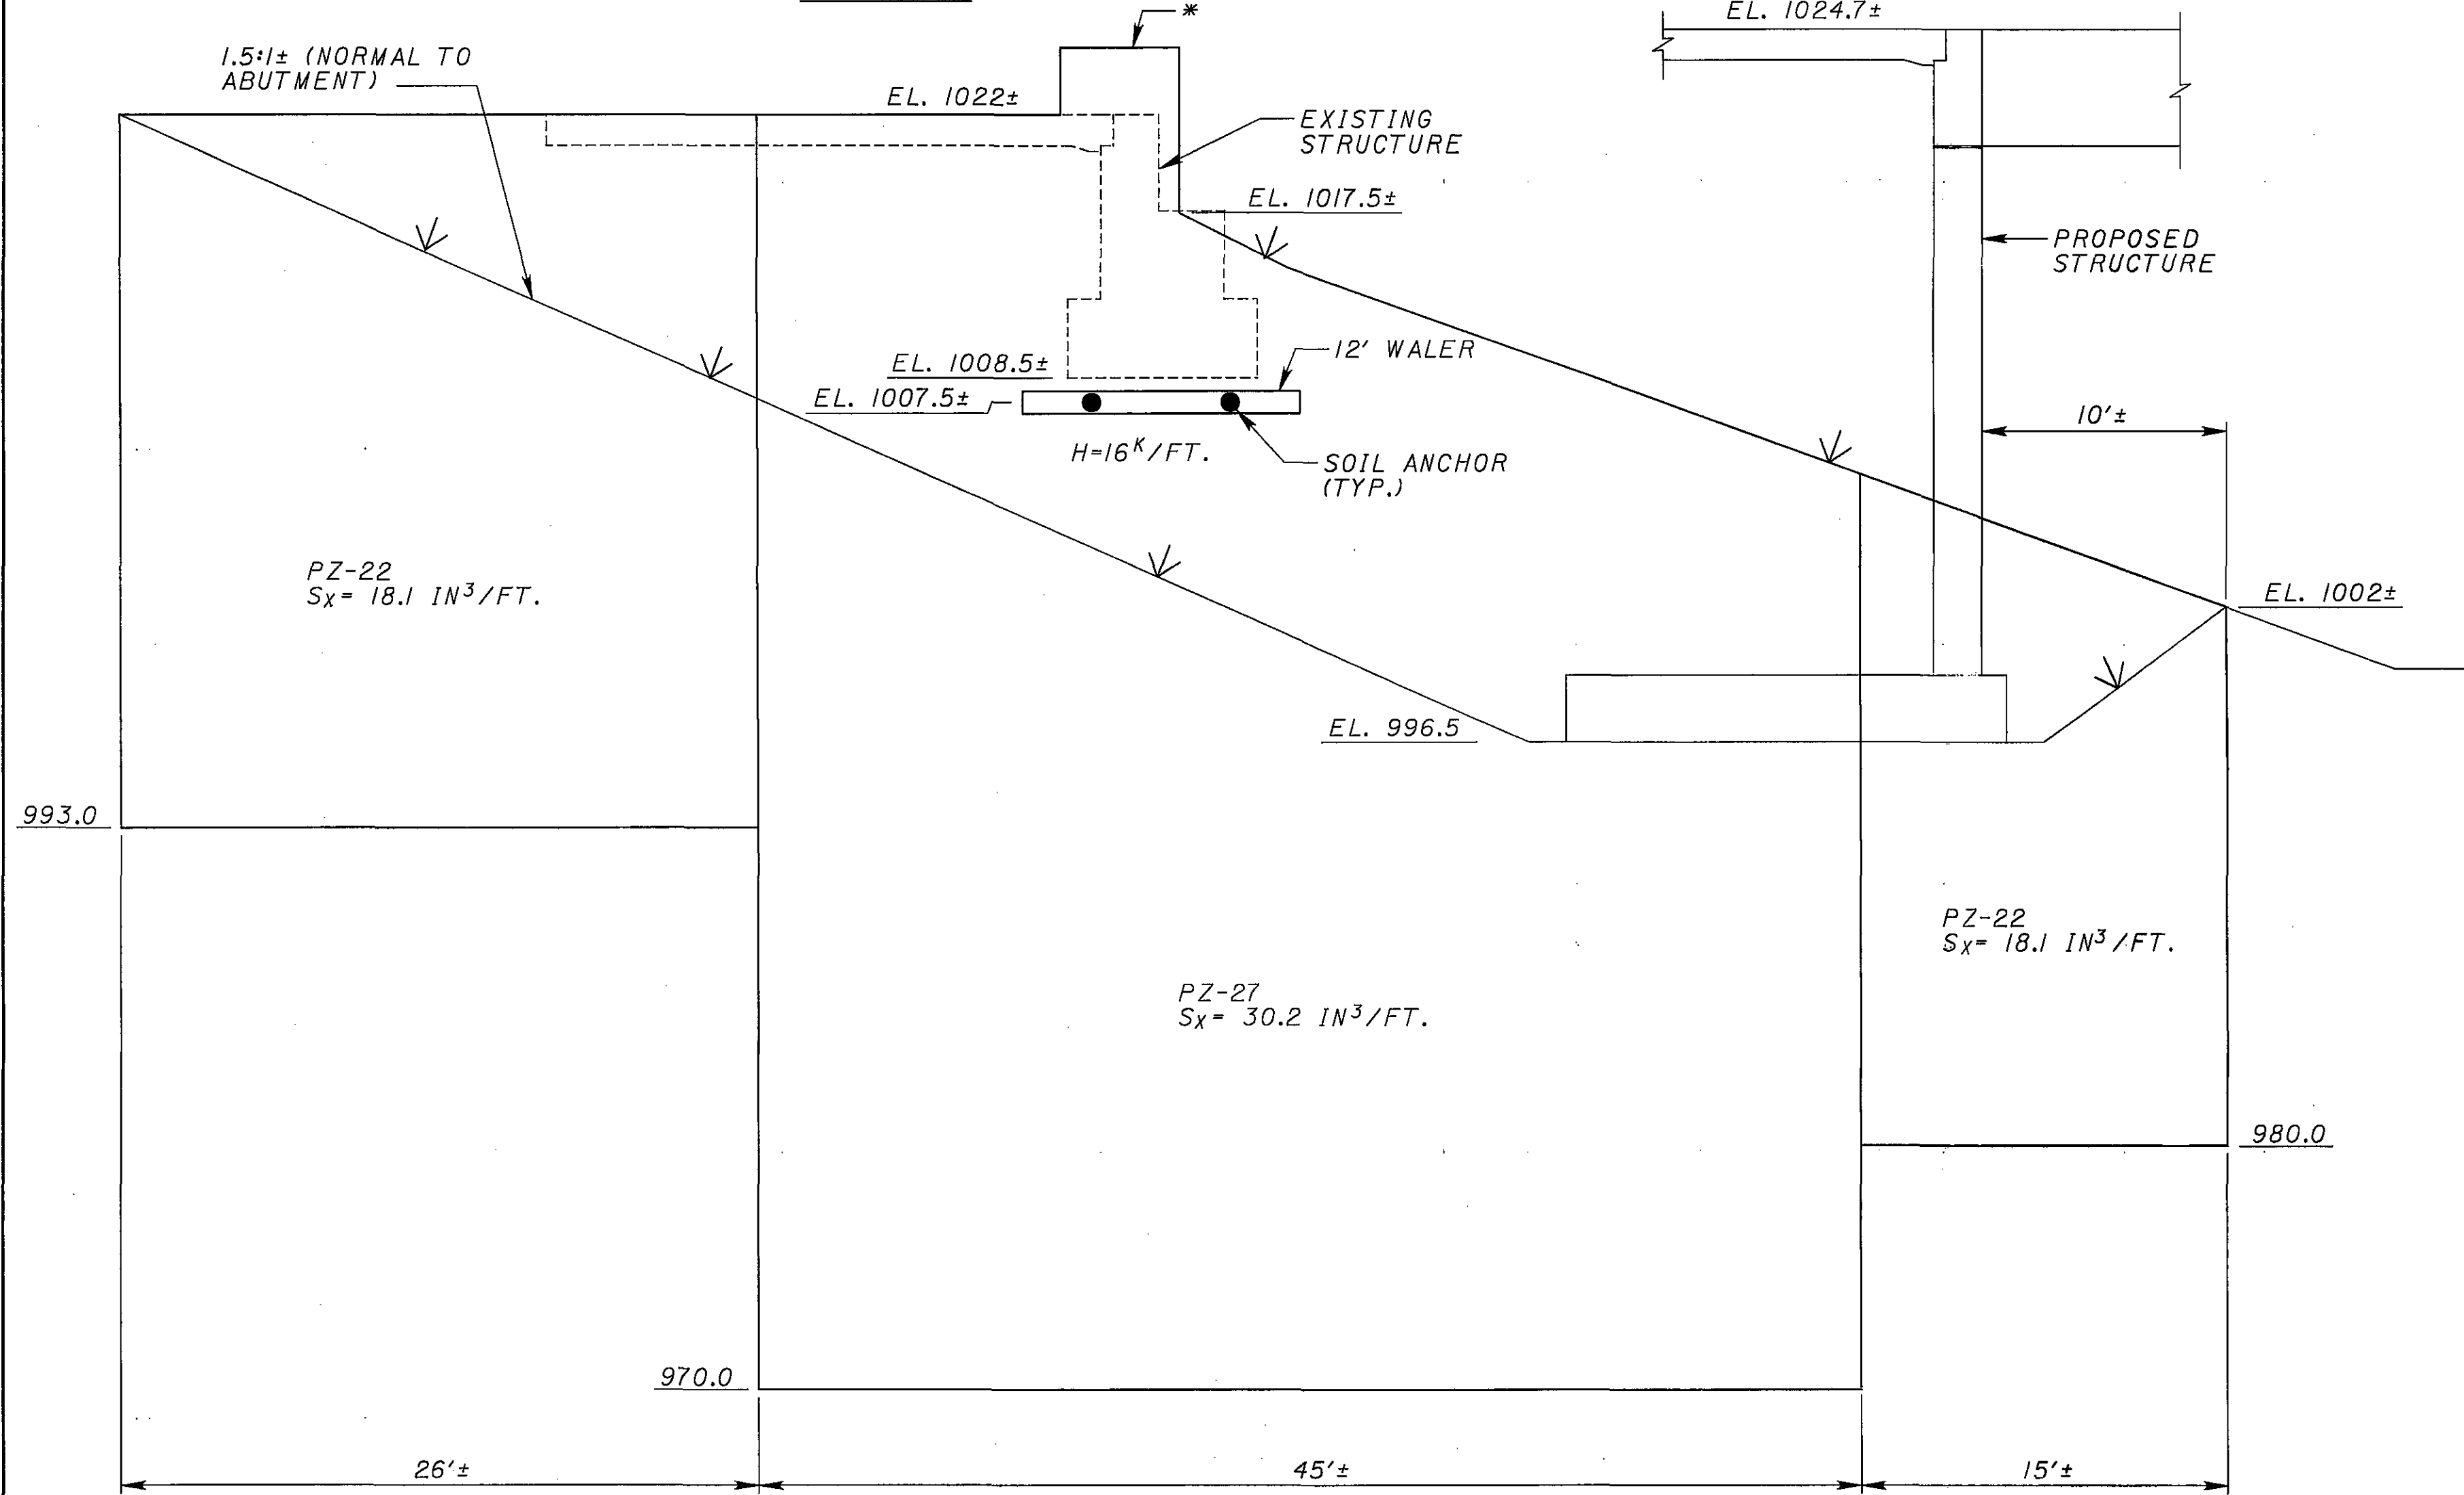 *
EL. 1024.7±
1.5:1± (NORMAL TO
ABUTMENT)
EL. 1022±
EXISTING
STRUCTURE
EL. 1017.5±
PROPOSED
STRUCTURE
12' WALER
EL. 1008.5±
EL. 1007.5±
10'±
H=16ᴷ/FT.
SOIL ANCHOR
(TYP.)
PZ-22
Sx= 18.1 IN³/FT.
EL. 1002±
EL. 996.5
993.0
PZ-22
Sx= 18.1 IN³/FT.
PZ-27
Sx= 30.2 IN³/FT.
980.0
970.0
26'±
45'±
15'±